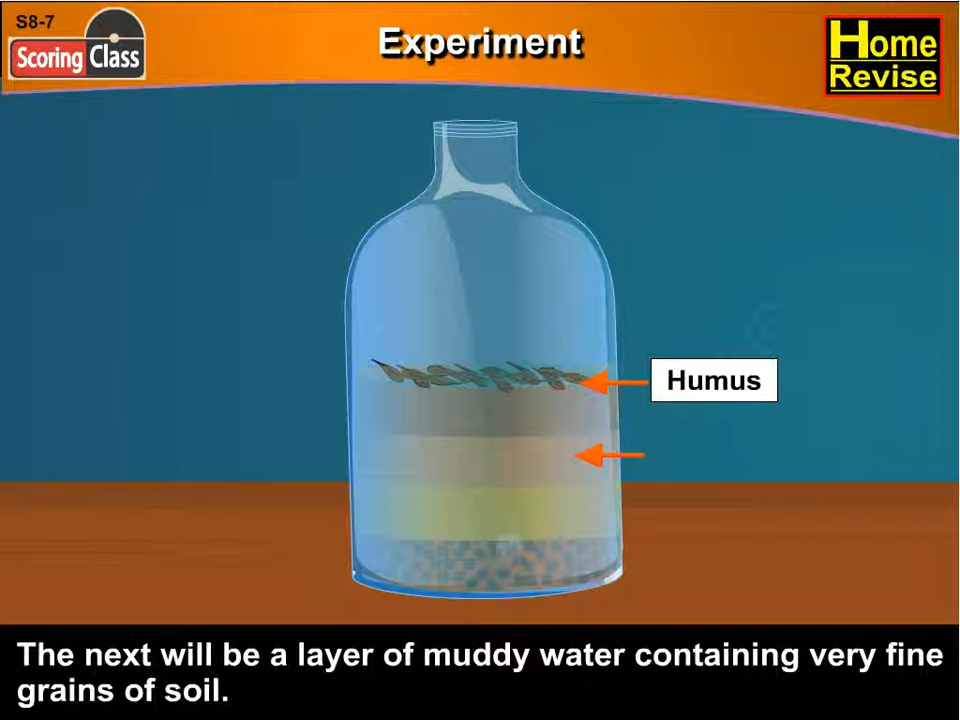 S8-7
Scoring Class
Experiment
Home
Revise
Humus
The next will be a layer of muddy water containing very fine
grains of soil.